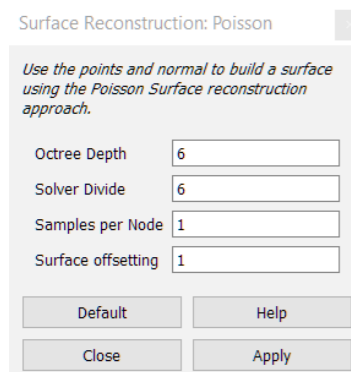 Surface Reconstruction: Poisson
Use the points and normal to build a surface
using the Poisson Surface reconstruction
approach.
Octree Depth 6
Solver Divide 6
Samples per Node 1
Surface offsetting 1
Default Help
Close Apply